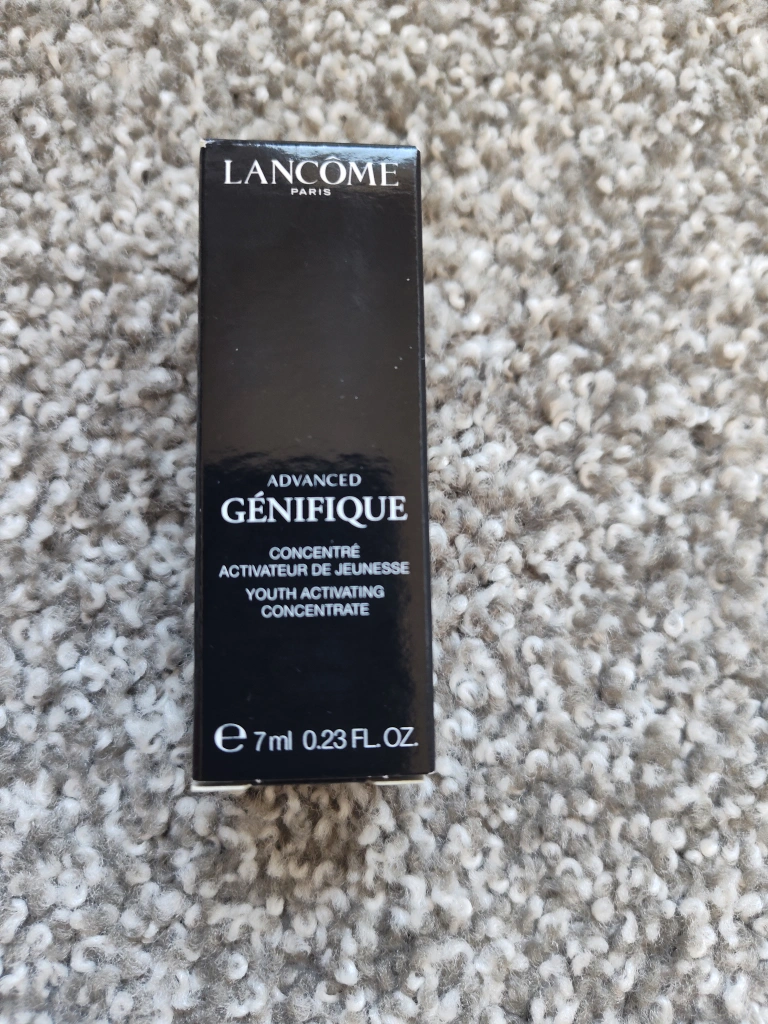 LANCÔME
PARIS
ADVANCED
GÉNIFIQUE
CONCENTRÉ
ACTIVATEUR DE JEUNESSE
YOUTH ACTIVATING
CONCENTRATE
℮ 7ml 0.23 FL. OZ.